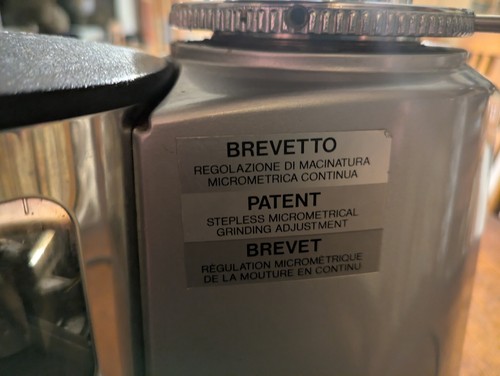 BREVETTO
REGOLAZIONE DI MACINATURA
MICROMETRICA CONTINUA
PATENT
STEPLESS MICROMETRICAL
GRINDING ADJUSTMENT
BREVET
RÉGULATION MICROMÉTRIQUE
DE LA MOUTURE EN CONTINU